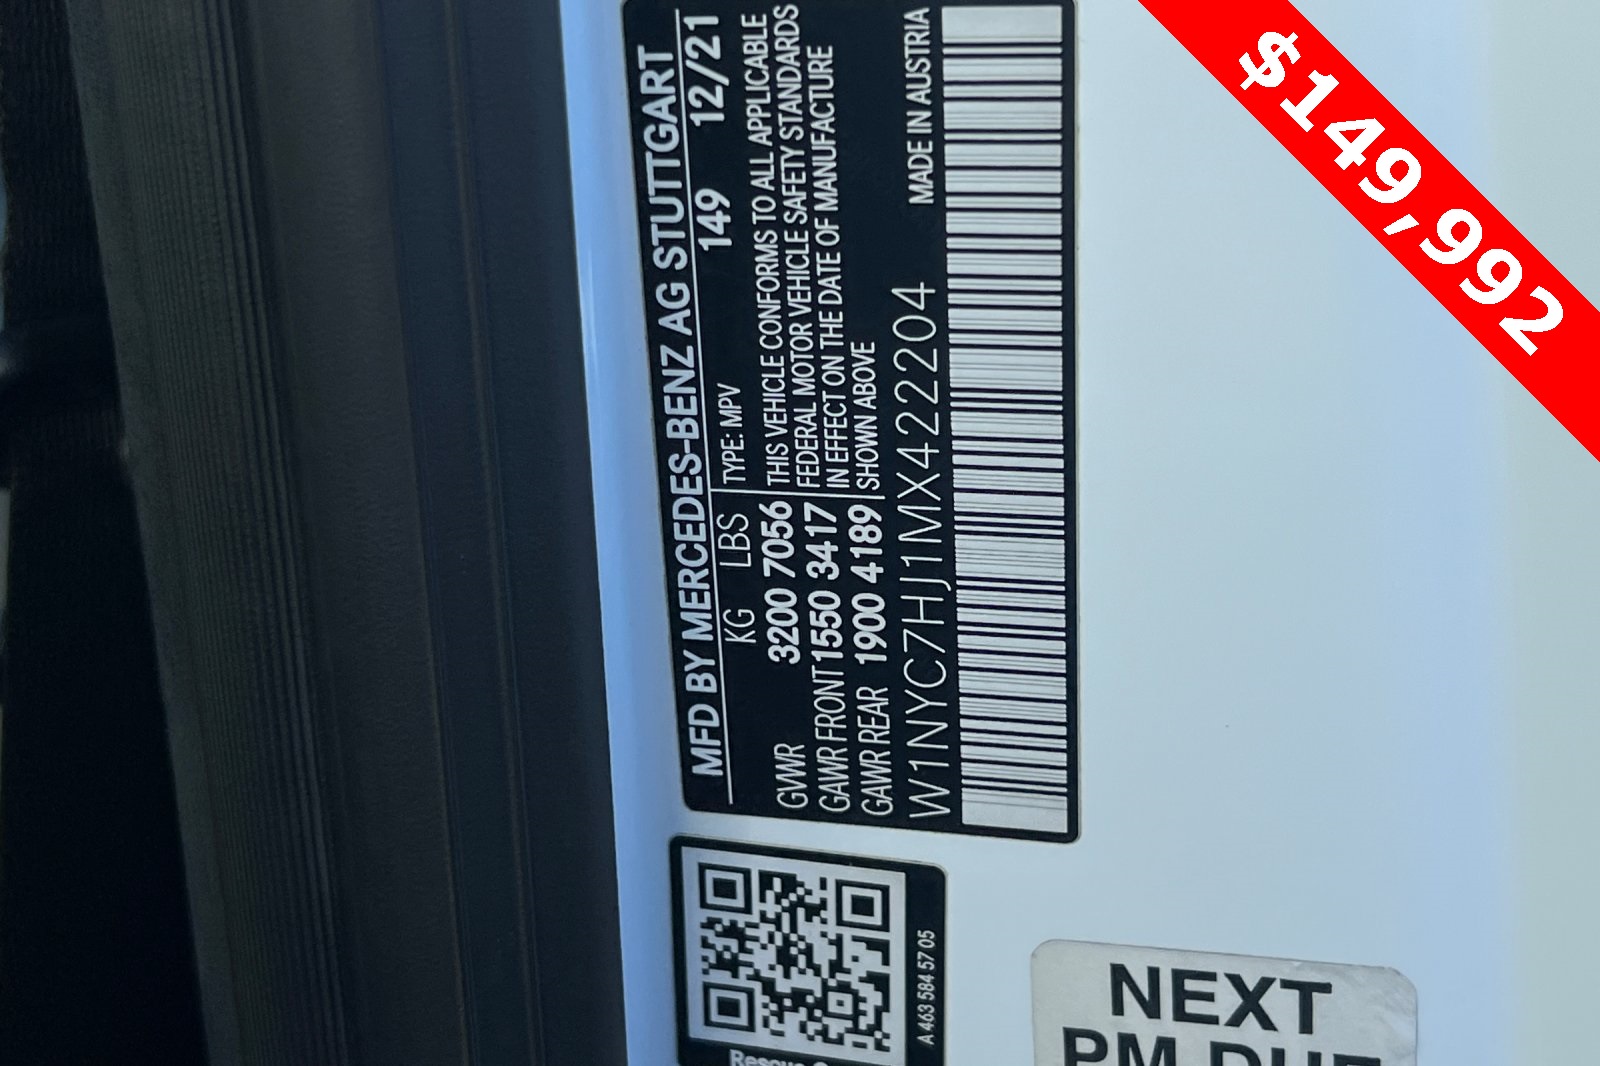 MFD BY MERCEDES-BENZ AG STUTTGART
149 12/21
KG LBS TYPE: MPV
GVWR 3200 7056 THIS VEHICLE CONFORMS TO ALL APPLICABLE
FEDERAL MOTOR VEHICLE SAFETY STANDARDS
GAWR FRONT 1550 3417 IN EFFECT ON THE DATE OF MANUFACTURE
GAWR REAR 1900 4189 SHOWN ABOVE
W1NYC7HJ1MX422204 MADE IN AUSTRIA
A 463 584 57 05
NEXT
PM DUE
$149,992